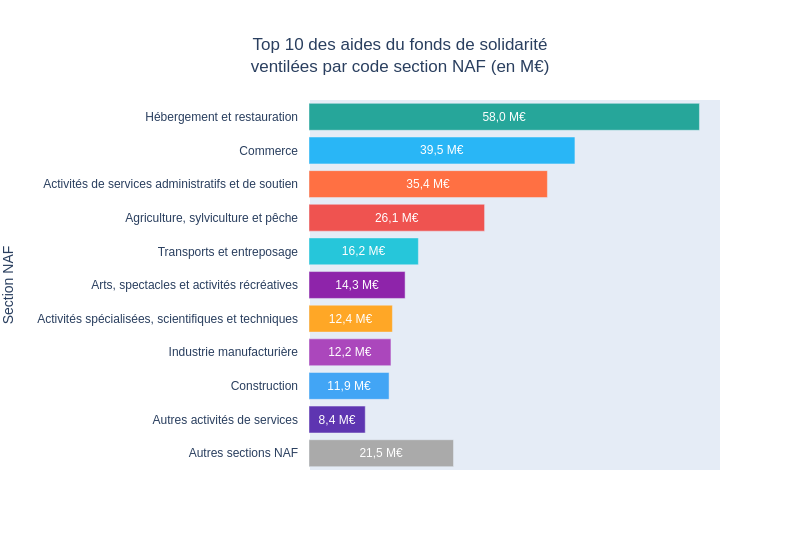 Top 10 des aides du fonds de solidarité
ventilées par code section NAF (en M€)
Section NAF
Hébergement et restauration 58,0 M€
Commerce 39,5 M€
Activités de services administratifs et de soutien 35,4 M€
Agriculture, sylviculture et pêche 26,1 M€
Transports et entreposage 16,2 M€
Arts, spectacles et activités récréatives 14,3 M€
Activités spécialisées, scientifiques et techniques 12,4 M€
Industrie manufacturière 12,2 M€
Construction 11,9 M€
Autres activités de services 8,4 M€
Autres sections NAF 21,5 M€